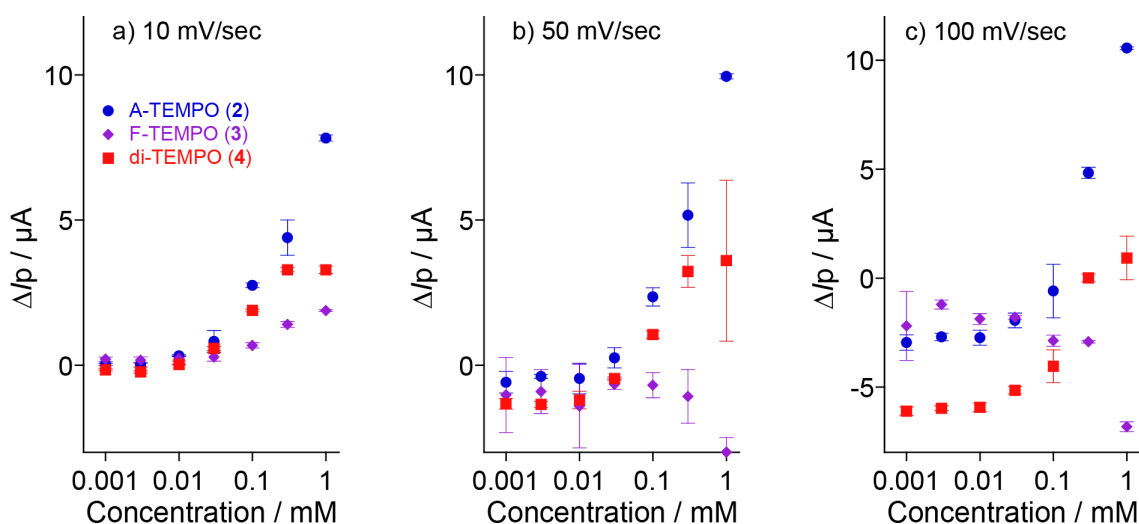 a) 10 mV/sec
10
5
0
ΔIp / µA
A-TEMPO (2)
F-TEMPO (3)
di-TEMPO (4)
0.001 0.01 0.1 1
Concentration / mM
b) 50 mV/sec
10
5
0
ΔIp / µA
0.001 0.01 0.1 1
Concentration / mM
c) 100 mV/sec
10
5
0
-5
ΔIp / µA
0.001 0.01 0.1 1
Concentration / mM